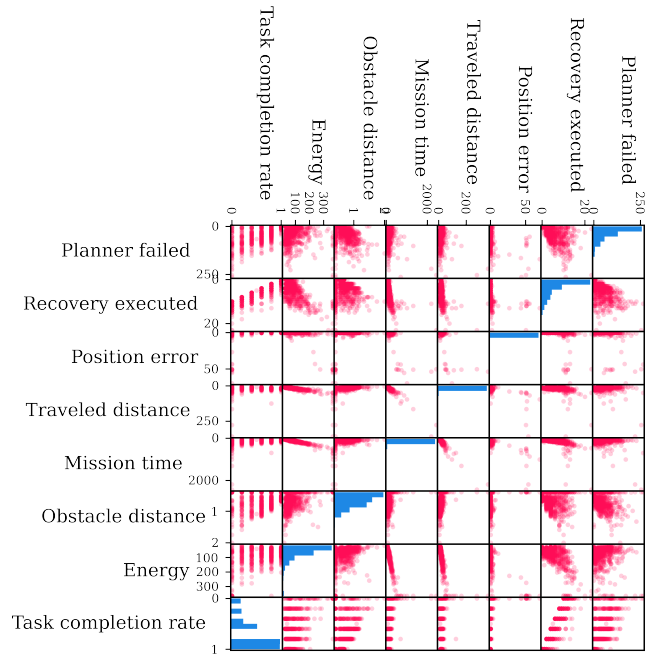 Task completion rate
Energy
Obstacle distance
Mission time
Traveled distance
Position error
Recovery executed
Planner failed
0
1
100
200
300
1
2
0
2000
0
200
0
50
0
20
0
250
Planner failed
0
250
Recovery executed
0
20
Position error
0
50
Traveled distance
0
250
Mission time
0
2000
Obstacle distance
1
2
Energy
100
200
300
Task completion rate
0
1